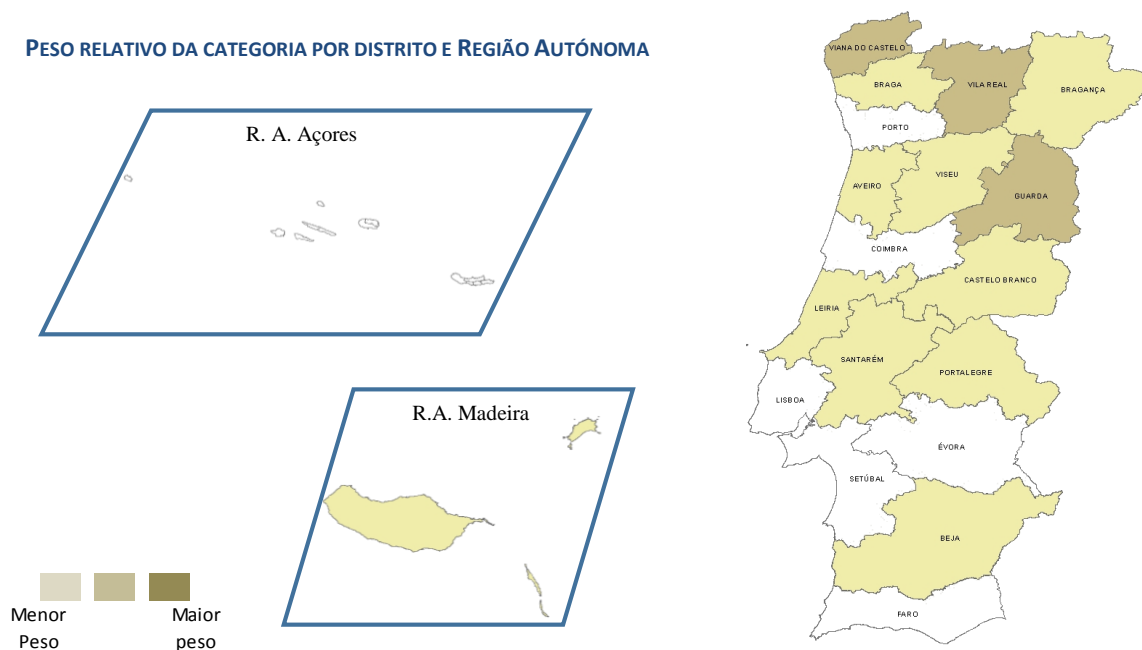 PESO RELATIVO DA CATEGORIA POR DISTRITO E REGIÃO AUTÓNOMA
R. A. Açores
R.A. Madeira
Menor
Peso
Maior
peso
VIANA DO CASTELO
VILA REAL
BRAGANÇA
BRAGA
PORTO
VISEU
AVEIRO
GUARDA
COIMBRA
CASTELO BRANCO
LEIRIA
SANTARÉM
PORTALEGRE
LISBOA
ÉVORA
SETÚBAL
BEJA
FARO